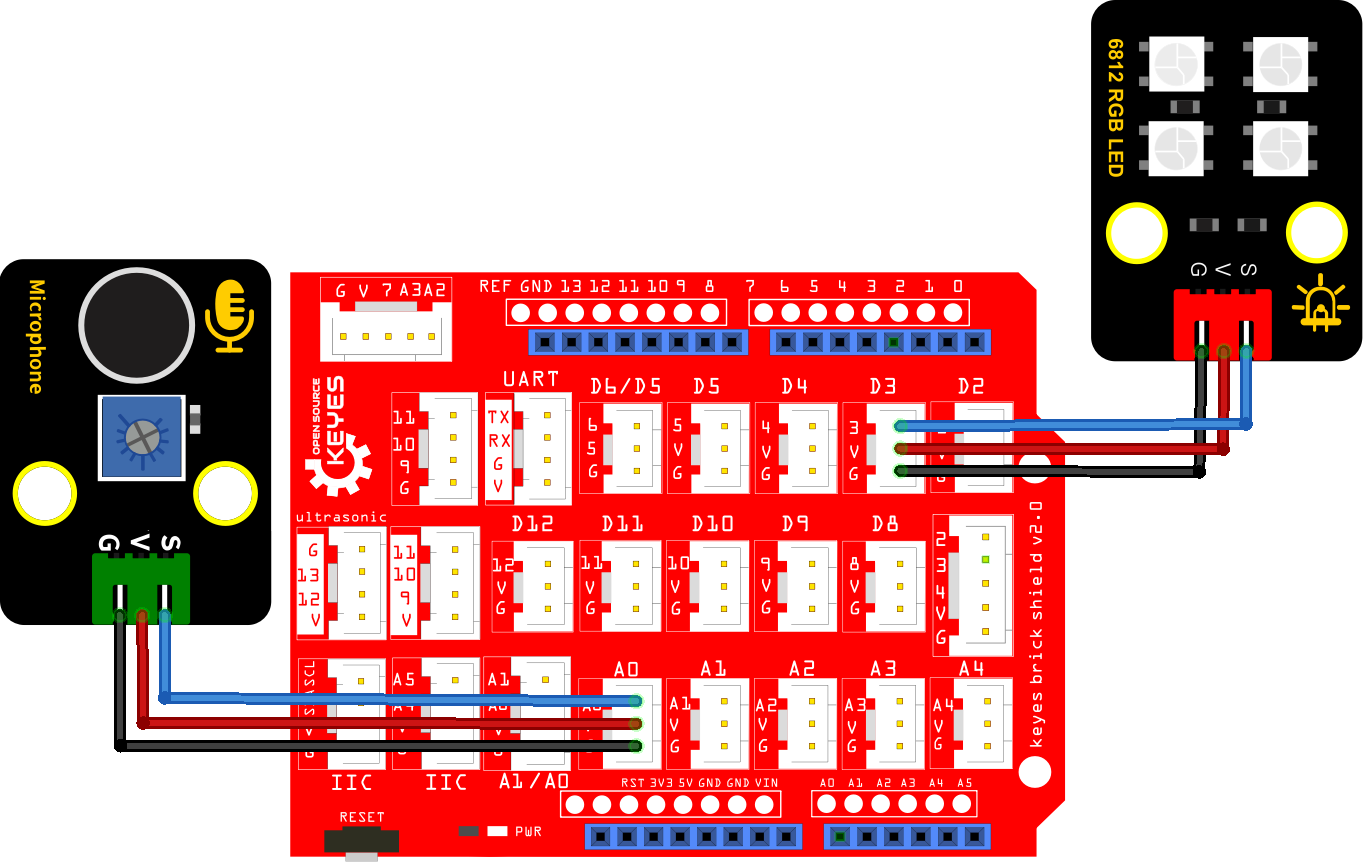 6812 RGB LED
G V S
Microphone
G V S
G V 7 A3 A2
REF GND 13 12 11 10 9 8
7 6 5 4 3 2 1 0
OPEN SOURCE
KEYES
UART
D6/D5
D5
D4
D3
D2
11
10
9
G
TX
RX
G
V
6
5
G
5
V
G
4
V
G
3
V
G
ultrasonic
D12
D11
D10
D9
D8
G
13
12
V
11
10
9
V
12
V
G
11
V
G
10
V
G
9
V
G
8
V
G
2
3
4
V
G
keyes brick shield v2.0
A0
A1
A2
A3
A4
A5
A1
A1
V
G
A2
V
G
A3
V
G
A4
V
G
IIC
IIC
A1/A0
RST 3V3 5V GND GND VIN
A0 A1 A2 A3 A4 A5
RESET
PWR